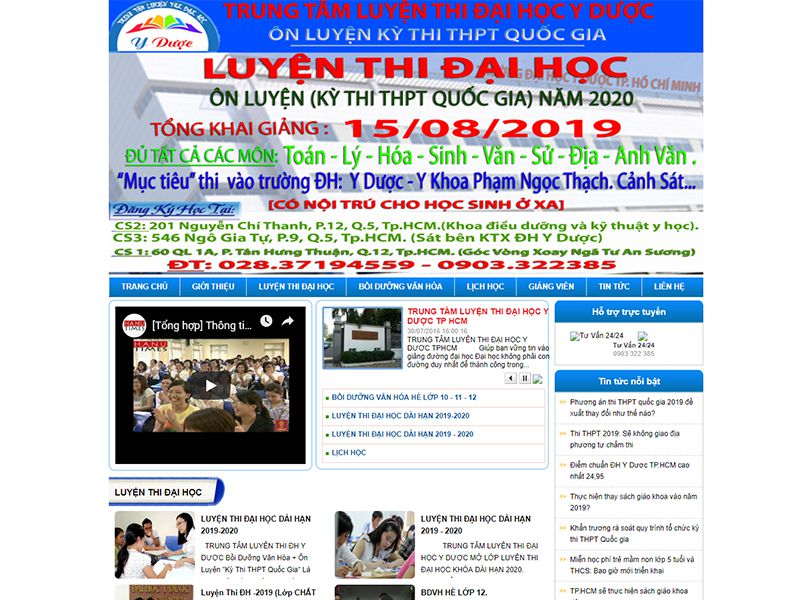 TRUNG TÂM LUYỆN THI ĐẠI HỌC Y DƯỢC
Y Dược
ÔN LUYỆN KỲ THI THPT QUỐC GIA
LUYỆN THI ĐẠI HỌC
TP. HỒ CHÍ MINH
ÔN LUYỆN (KỲ THI THPT QUỐC GIA) NĂM 2020
TỔNG KHAI GIẢNG : 15/08/2019
ĐỦ TẤT CẢ CÁC MÔN: Toán - Lý - Hóa - Sinh - Văn - Sử - Địa - Anh Văn .
“Mục tiêu” thi vào trường ĐH: Y Dược - Y Khoa Phạm Ngọc Thạch. Cảnh Sát...
[CÓ NỘI TRÚ CHO HỌC SINH Ở XA]
Đăng Ký Học Tại:
CS2: 201 Nguyễn Chí Thanh, P.12, Q.5, Tp.HCM.(Khoa điều dưỡng và kỹ thuật y học).
CS3: 546 Ngô Gia Tự, P.9, Q.5, Tp.HCM. (Sát bên KTX ĐH Y Dược)
CS 1: 60 QL 1A, P. Tân Hưng Thuận, Q.12, Tp.HCM. (Góc Vòng Xoay Ngã Tư An Sương)
ĐT: 028.37194559 - 0903.322385
TRANG CHỦ
GIỚI THIỆU
LUYỆN THI ĐẠI HỌC
BỒI DƯỠNG VĂN HÓA
LỊCH HỌC
GIẢNG VIÊN
TIN TỨC
LIÊN HỆ
HANU TIMES
[Tổng hợp] Thông ti...
TRUNG TÂM LUYỆN THI ĐẠI HỌC Y DƯỢC TP HCM
30/07/2016 16:00:16
TRUNG TÂM LUYỆN THI ĐẠI HỌC Y
DƯỢC TPHCM Giúp bạn vững tin vào
giảng đường đại học Đại học không phải con
đường duy nhất để thành công trong...
BỒI DƯỠNG VĂN HÓA HÈ LỚP 10 - 11 - 12
LUYỆN THI ĐẠI HỌC DÀI HẠN 2019-2020
LUYỆN THI ĐẠI HỌC DÀI HẠN 2019 - 2020
LỊCH HỌC
Hỗ trợ trực tuyến
Tư Vấn 24/24
Tư Vấn 24/24
0903 322 385
Tin tức nổi bật
Phương án thi THPT quốc gia 2019 đề
xuất thay đổi như thế nào?
Thi THPT 2019: Sẽ không giao địa
phương tự chấm thi
Điểm chuẩn ĐH Y Dược TP.HCM cao
nhất 24,95
Thực hiện thay sách giáo khoa vào năm
2019?
Khẩn trương rà soát quy trình tổ chức kỳ
thi THPT Quốc gia
Miễn học phí trẻ mầm non lớp 5 tuổi và
THCS: Bao giờ mới triển khai
TP.HCM sẽ thực hiện sách giáo khoa
LUYỆN THI ĐẠI HỌC
LUYỆN THI ĐẠI HỌC DÀI HẠN
2019-2020
TRUNG TÂM LUYỆN THI ĐH Y
DƯỢC Bồi Dưỡng Văn Hóa + Ôn
Luyện "Kỳ Thi THPT Quốc Gia" Là
LUYỆN THI ĐẠI HỌC DÀI HẠN
2019 - 2020
TRUNG TÂM LUYỆN THI ĐẠI
HỌC Y DƯỢC MỞ LỚP LUYỆN THI
ĐẠI HỌC KHÓA DÀI HẠN 2020.
Luyện Thi ĐH -2019 (Lớp CHẤT
BDVH HÈ LỚP 12.